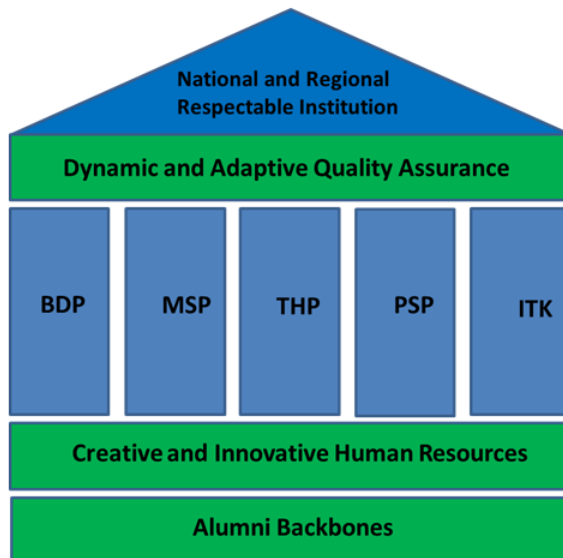 National and Regional
Respectable Institution
Dynamic and Adaptive Quality Assurance
BDP
MSP
THP
PSP
ITK
Creative and Innovative Human Resources
Alumni Backbones